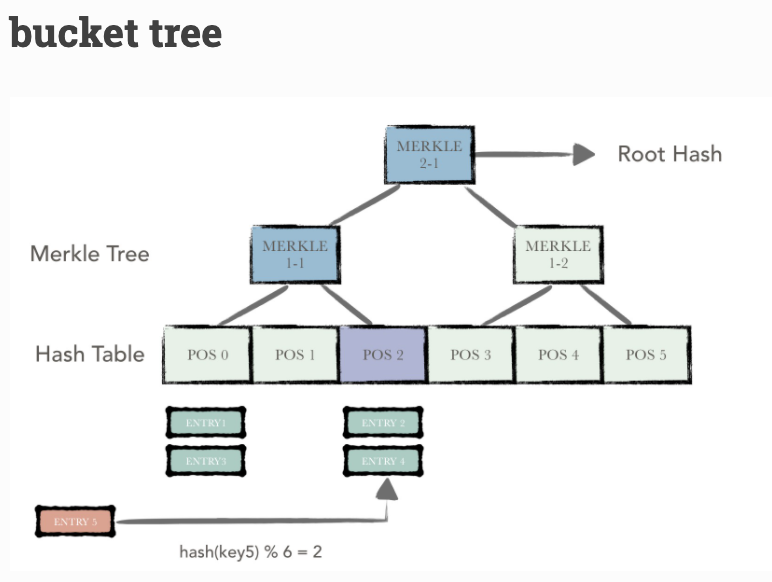 bucket tree
MERKLE
2-1
Root Hash
Merkle Tree
MERKLE
1-1
MERKLE
1-2
Hash Table
POS 0
POS 1
POS 2
POS 3
POS 4
POS 5
ENTRY1
ENTRY 2
ENTRY3
ENTRY 4
ENTRY 5
hash(key5) % 6 = 2